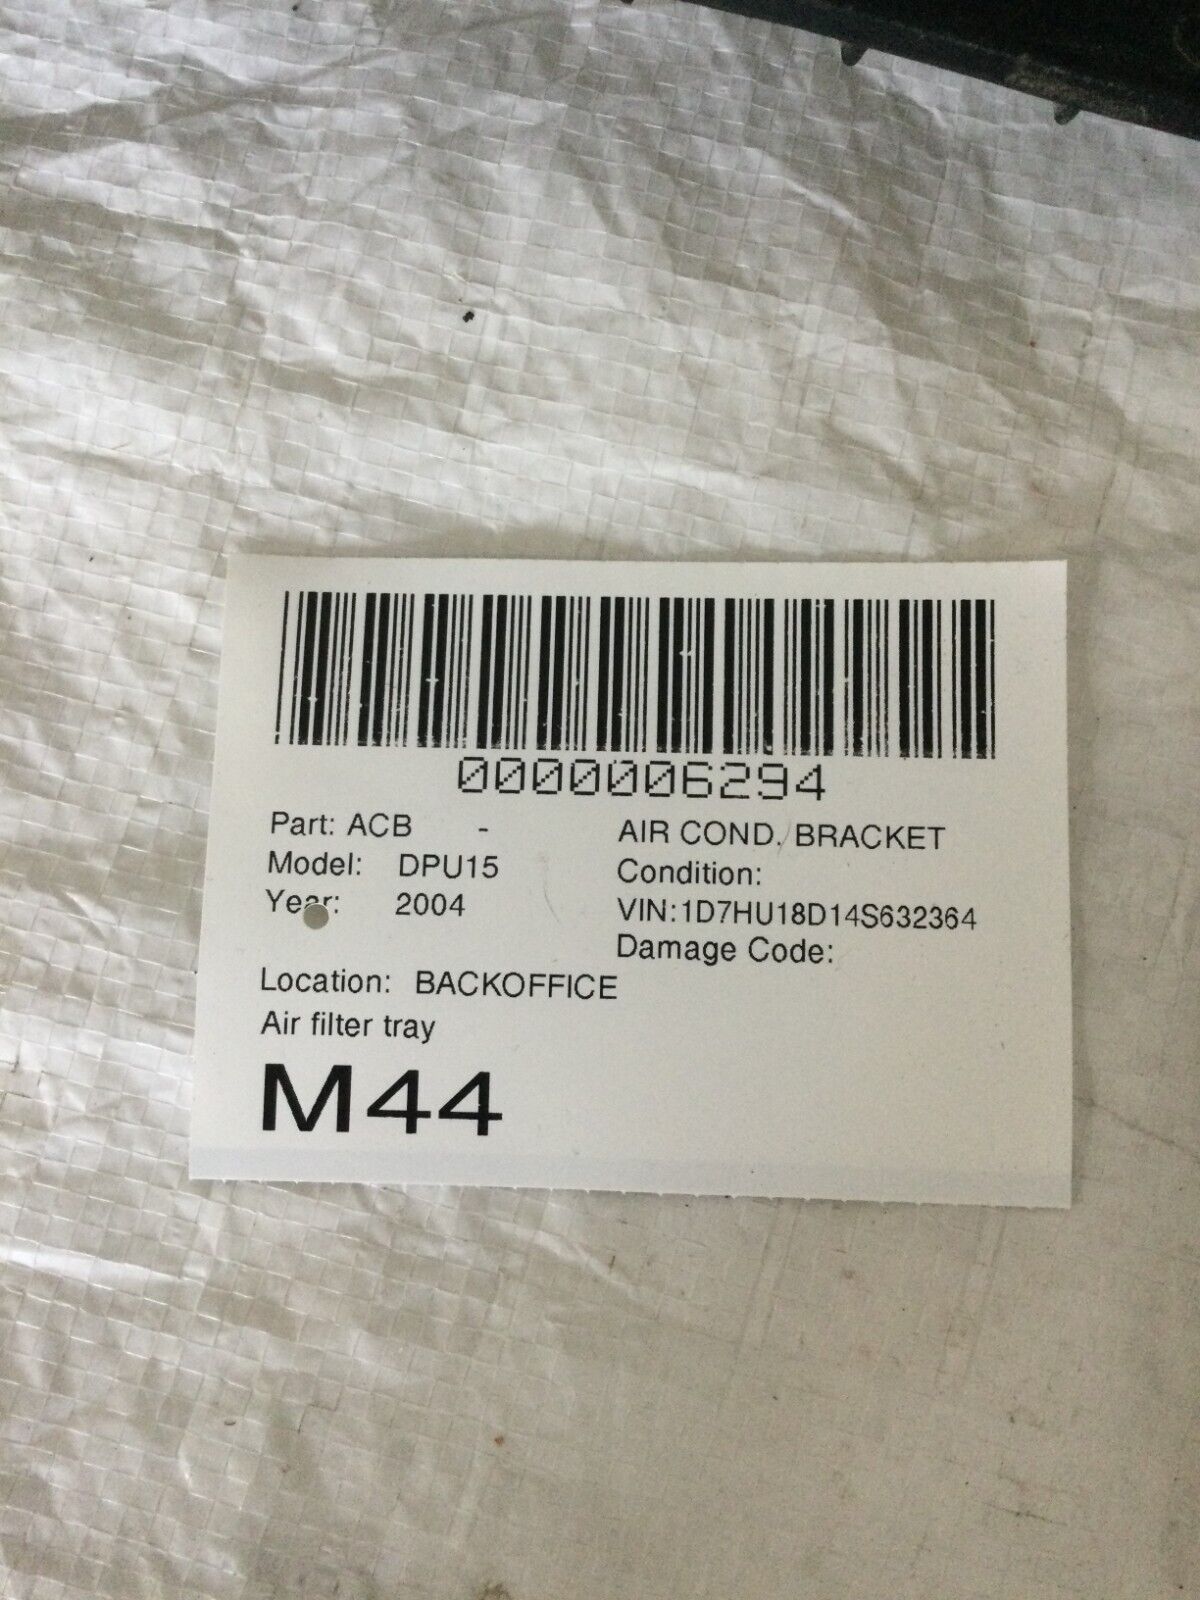 0000006294
Part: ACB - AIR COND. BRACKET
Model: DPU15 Condition:
Year: 2004 VIN:1D7HU18D14S632364
Damage Code:
Location: BACKOFFICE
Air filter tray
M44